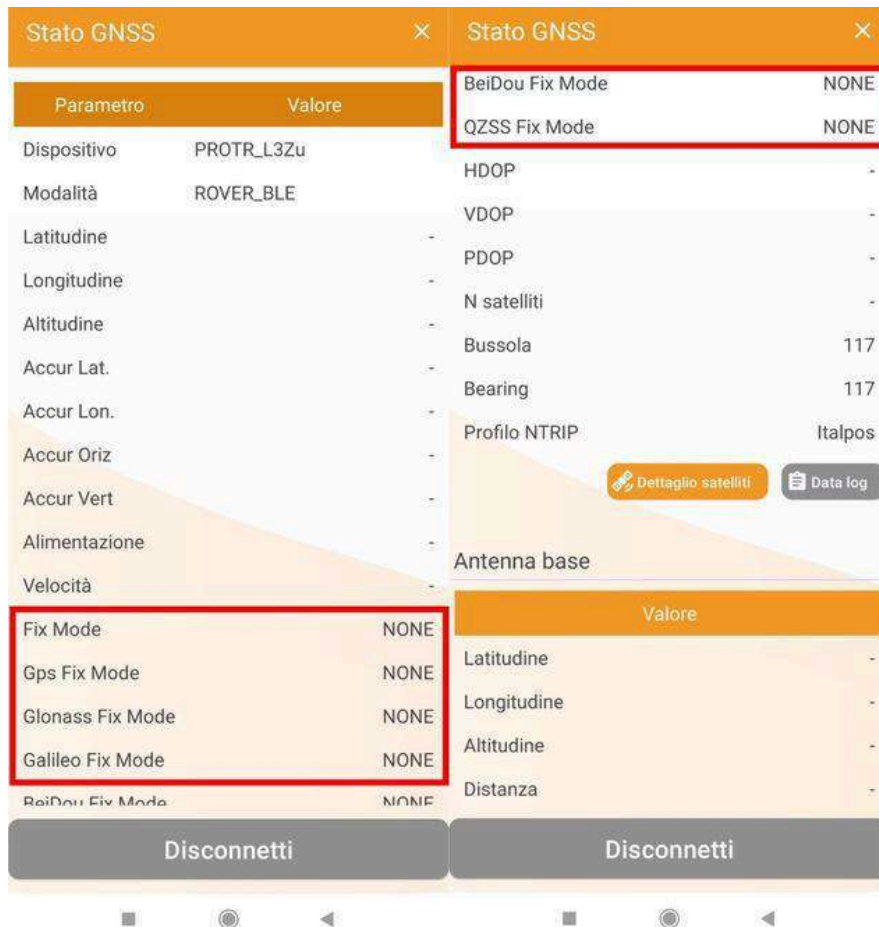 Stato GNSS ×
Parametro Valore
Dispositivo PROTR_L3Zu
Modalità ROVER_BLE
Latitudine -
Longitudine -
Altitudine -
Accur Lat. -
Accur Lon. -
Accur Oriz -
Accur Vert -
Alimentazione -
Velocità -
Fix Mode NONE
Gps Fix Mode NONE
Glonass Fix Mode NONE
Galileo Fix Mode NONE
BeiDou Fix Mode NONE
Disconnetti
Stato GNSS ×
BeiDou Fix Mode NONE
QZSS Fix Mode NONE
HDOP -
VDOP -
PDOP -
N satelliti -
Bussola 117
Bearing 117
Profilo NTRIP Italpos
Dettaglio satelliti Data log
Antenna base
Valore
Latitudine -
Longitudine -
Altitudine -
Distanza -
Disconnetti